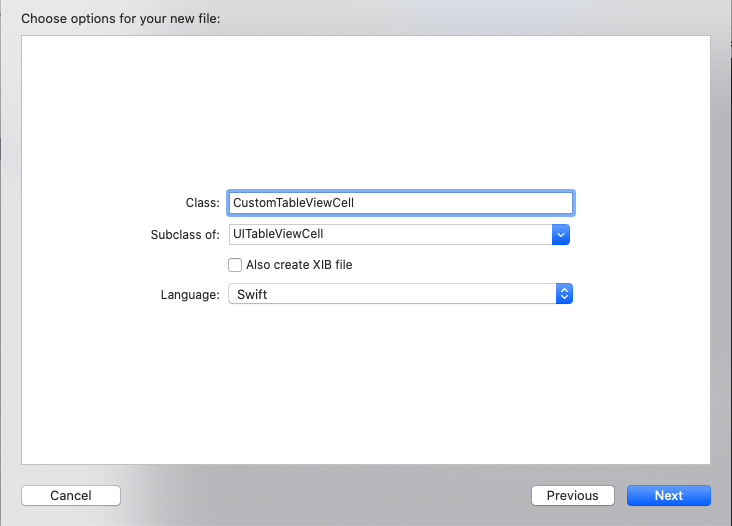 Choose options for your new file:
Class: CustomTableViewCell
Subclass of: UITableViewCell
Also create XIB file
Language: Swift
Cancel Previous Next